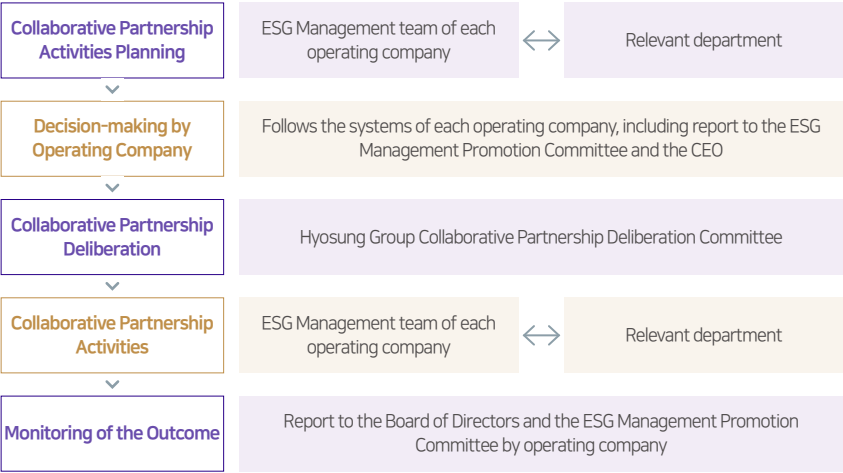 Collaborative Partnership
Activities Planning
ESG Management team of each
operating company
Relevant department
Decision-making by
Operating Company
Follows the systems of each operating company, including report to the ESG
Management Promotion Committee and the CEO
Collaborative Partnership
Deliberation
Hyosung Group Collaborative Partnership Deliberation Committee
Collaborative Partnership
Activities
ESG Management team of each
operating company
Relevant department
Monitoring of the Outcome
Report to the Board of Directors and the ESG Management Promotion
Committee by operating company